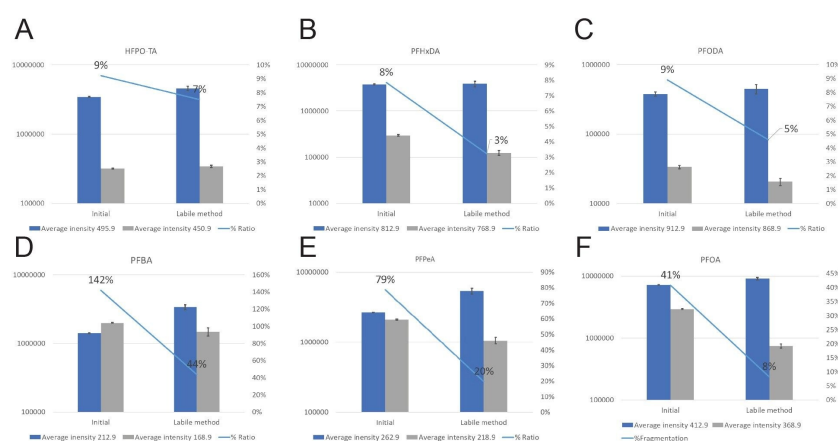 A
HFPO-TA
9%
7%
10000000
1000000
100000
10%
9%
8%
7%
6%
5%
4%
3%
2%
1%
0%
Initial
Labile method
Average inensity 495.9
Average intensity 450.9
% Ratio
B
PFHxDA
8%
3%
10000000
1000000
100000
10000
9%
8%
7%
6%
5%
4%
3%
2%
1%
0%
Initial
Labile method
Average inensity 812.9
Average intensity 768.9
% Ratio
C
PFODA
9%
5%
1000000
100000
10000
10%
9%
8%
7%
6%
5%
4%
3%
2%
1%
0%
Initial
Labile method
Average inensity 912.9
Average intensity 868.9
% Ratio
D
PFBA
142%
44%
10000000
1000000
100000
160%
140%
120%
100%
80%
60%
40%
20%
0%
Initial
Labile method
Average inensity 212.9
Average intensity 168.9
% Ratio
E
PFPeA
79%
20%
10000000
1000000
100000
90%
80%
70%
60%
50%
40%
30%
20%
10%
0%
Initial
Labile method
Average inensity 262.9
Average intensity 218.9
% Ratio
F
PFOA
41%
8%
10000000
1000000
100000
45%
40%
35%
30%
25%
20%
15%
10%
5%
0%
Initial
Labile method
Average inensity 412.9
Average intensity 368.9
%Fragmentation